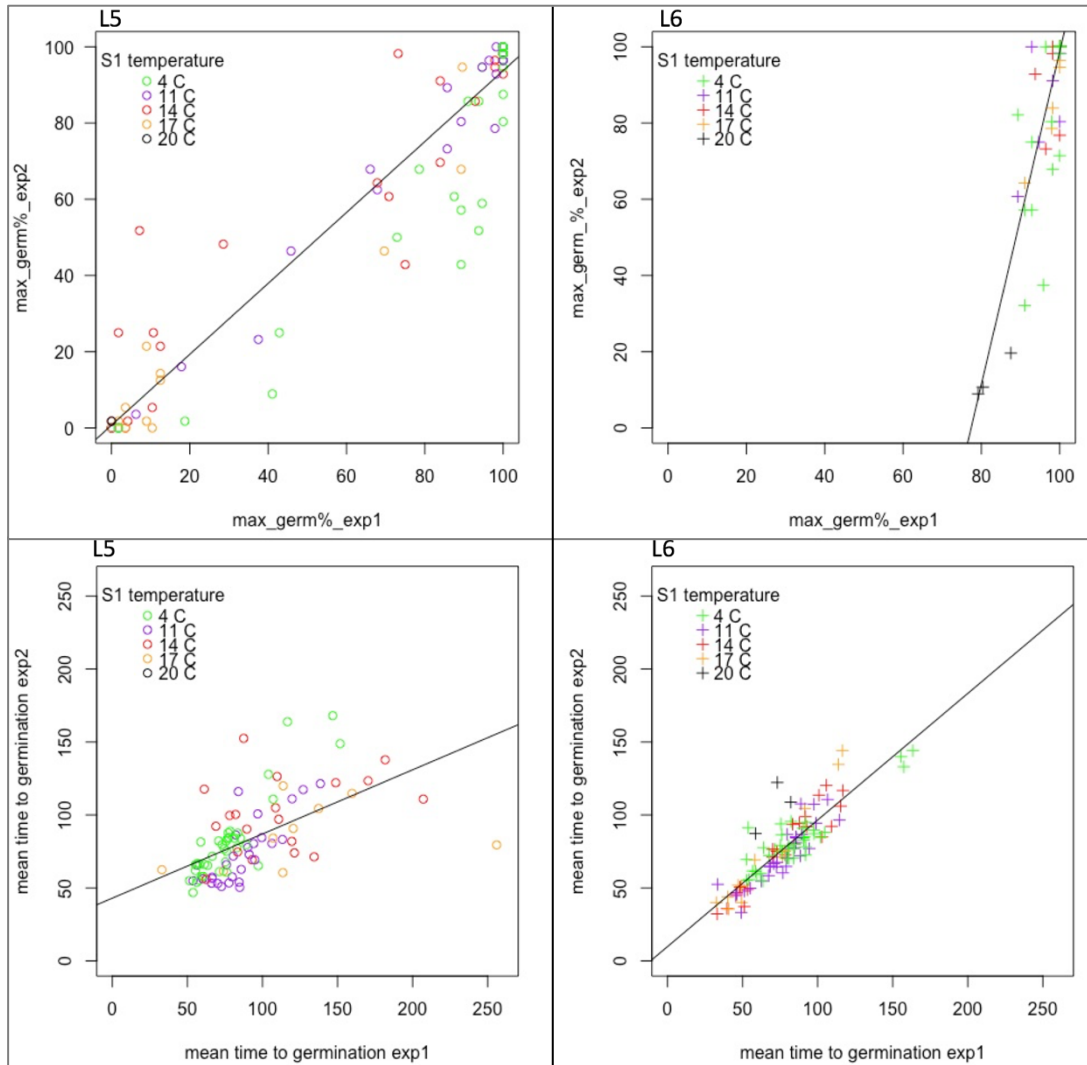 L5
S1 temperature
4 C
11 C
14 C
17 C
20 C
100
80
60
40
20
0
max_germ%_exp2
0 20 40 60 80 100
max_germ%_exp1
L6
S1 temperature
4 C
11 C
14 C
17 C
20 C
100
80
60
40
20
0
max_germ_%_exp2
0 20 40 60 80 100
max_germ%_exp1
L5
S1 temperature
4 C
11 C
14 C
17 C
20 C
250
200
150
100
50
0
mean time to germination exp2
0 50 100 150 200 250
mean time to germination exp1
L6
S1 temperature
4 C
11 C
14 C
17 C
20 C
250
200
150
100
50
0
mean time to germination exp2
0 50 100 150 200 250
mean time to germination exp1